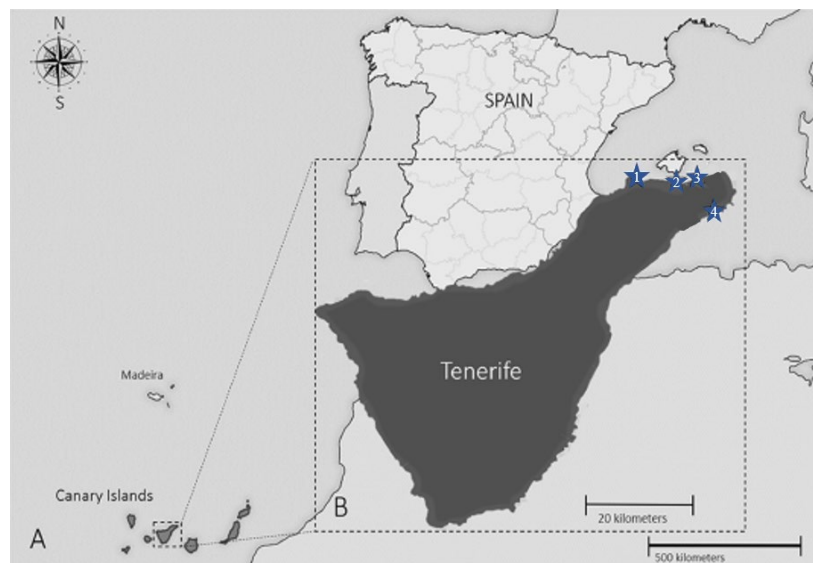 N
S
SPAIN
1
2
3
4
Tenerife
Madeira
Canary Islands
A
B
20 kilometers
500 kilometers